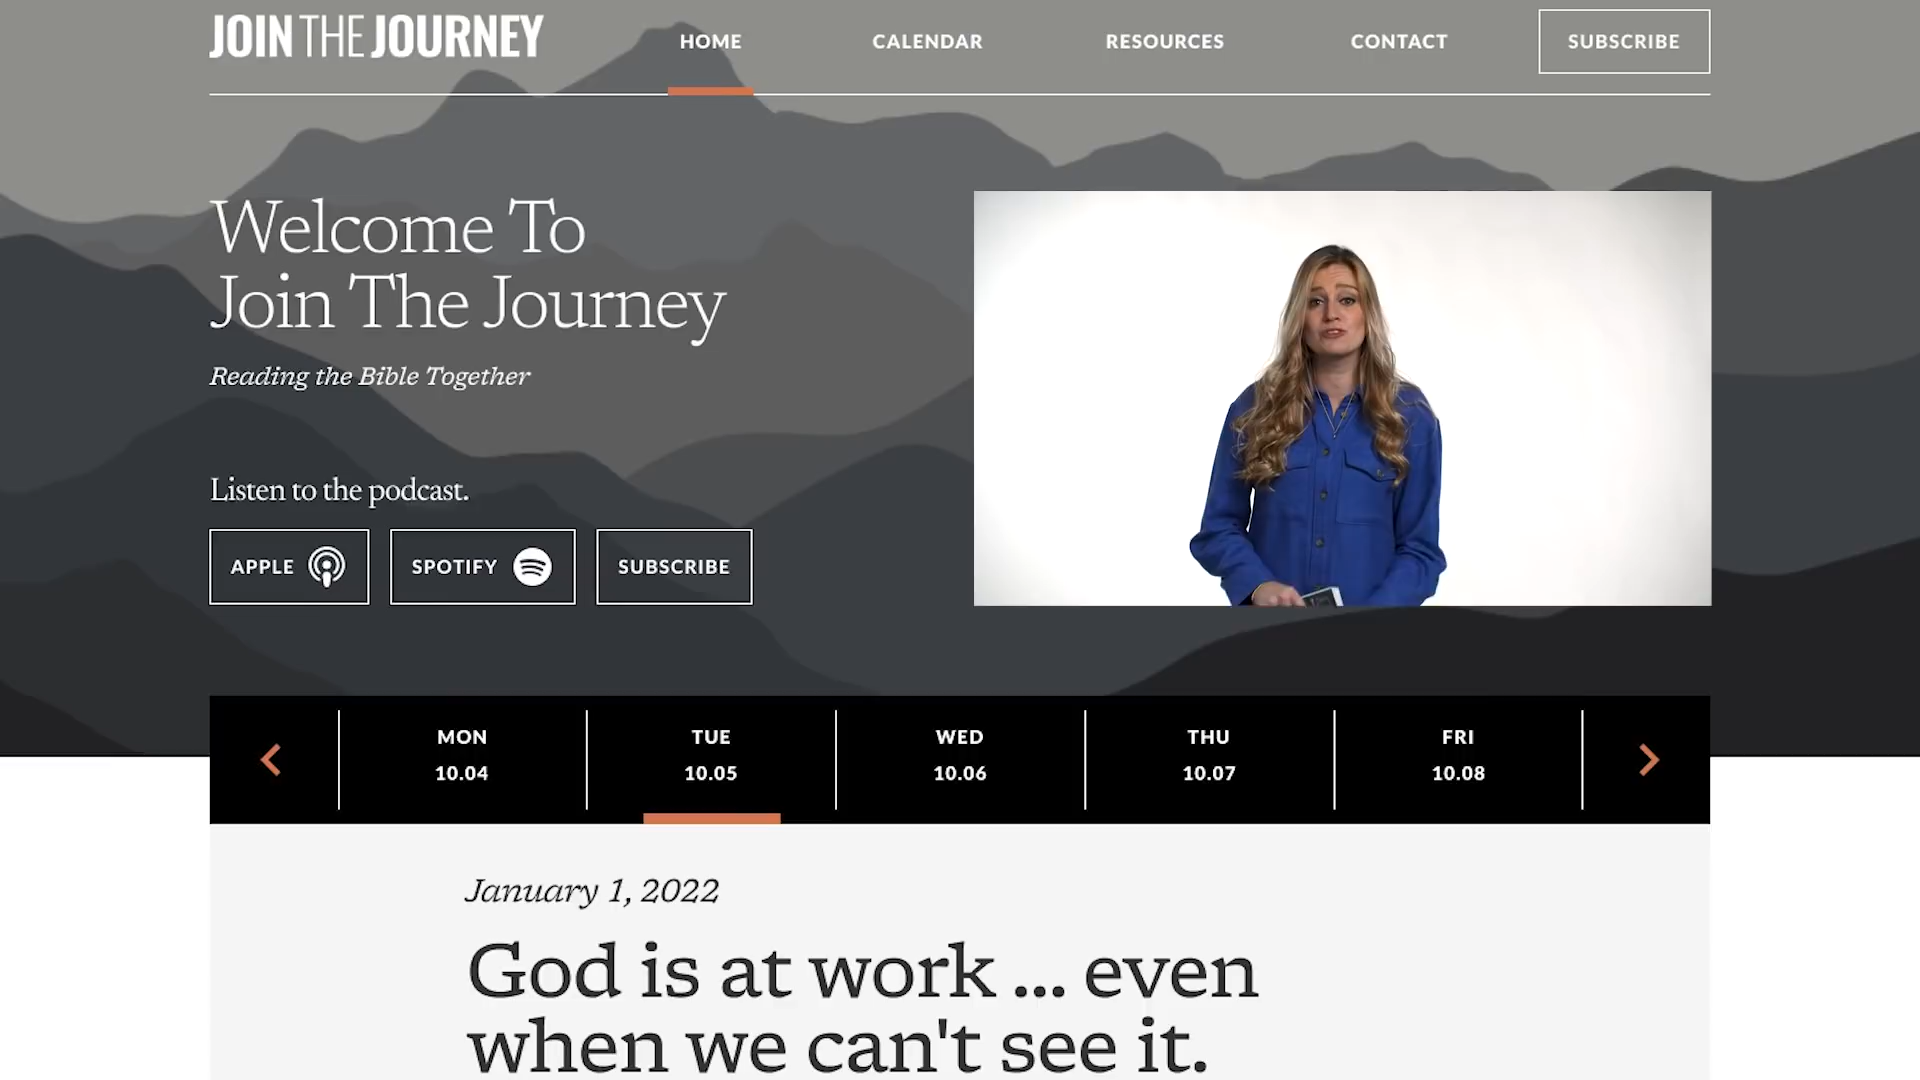 JOIN THE JOURNEY
HOME
CALENDAR
RESOURCES
CONTACT
SUBSCRIBE
Welcome To
Join The Journey
Reading the Bible Together
Listen to the podcast.
APPLE
SPOTIFY
SUBSCRIBE
MON
10.04
TUE
10.05
WED
10.06
THU
10.07
FRI
10.08
January 1, 2022
God is at work ... even
when we can't see it.